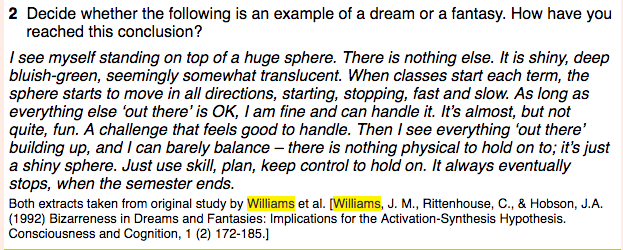 2 Decide whether the following is an example of a dream or a fantasy. How have you
reached this conclusion?
I see myself standing on top of a huge sphere. There is nothing else. It is shiny, deep
bluish-green, seemingly somewhat translucent. When classes start each term, the
sphere starts to move in all directions, starting, stopping, fast and slow. As long as
everything else ‘out there’ is OK, I am fine and can handle it. It’s almost, but not
quite, fun. A challenge that feels good to handle. Then I see everything ‘out there’
building up, and I can barely balance – there is nothing physical to hold on to; it’s just
a shiny sphere. Just use skill, plan, keep control to hold on. It always eventually
stops, when the semester ends.
Both extracts taken from original study by Williams et al. [Williams, J. M., Rittenhouse, C., & Hobson, J.A.
(1992) Bizarreness in Dreams and Fantasies: Implications for the Activation-Synthesis Hypothesis.
Consciousness and Cognition, 1 (2) 172-185.]